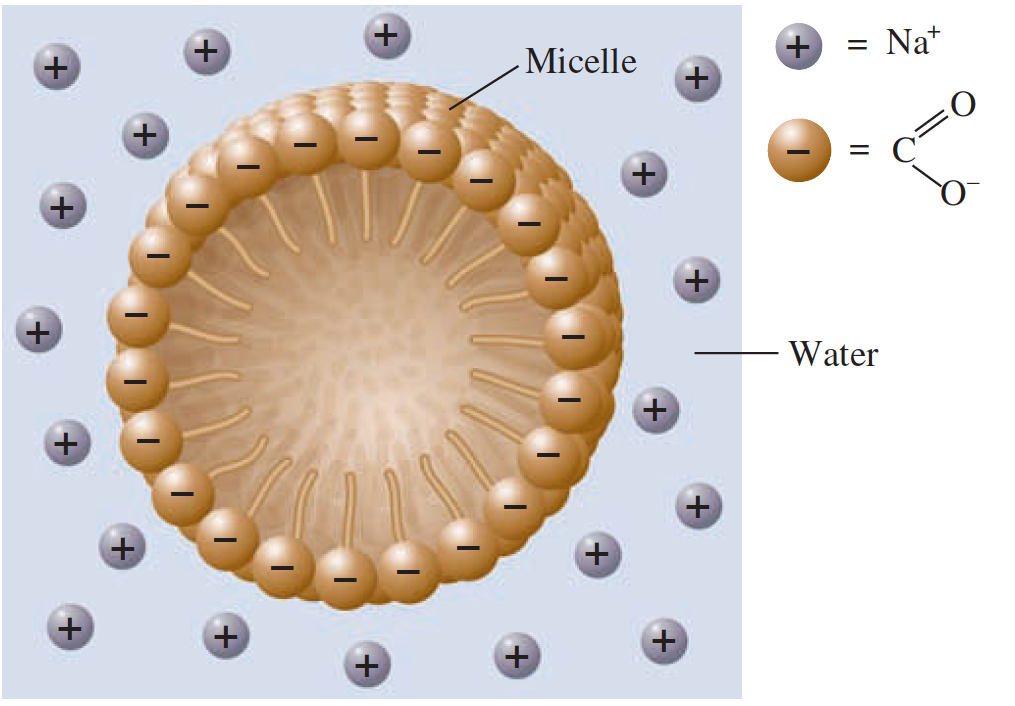 Micelle
Water
+ = Na⁺
− = C O O⁻